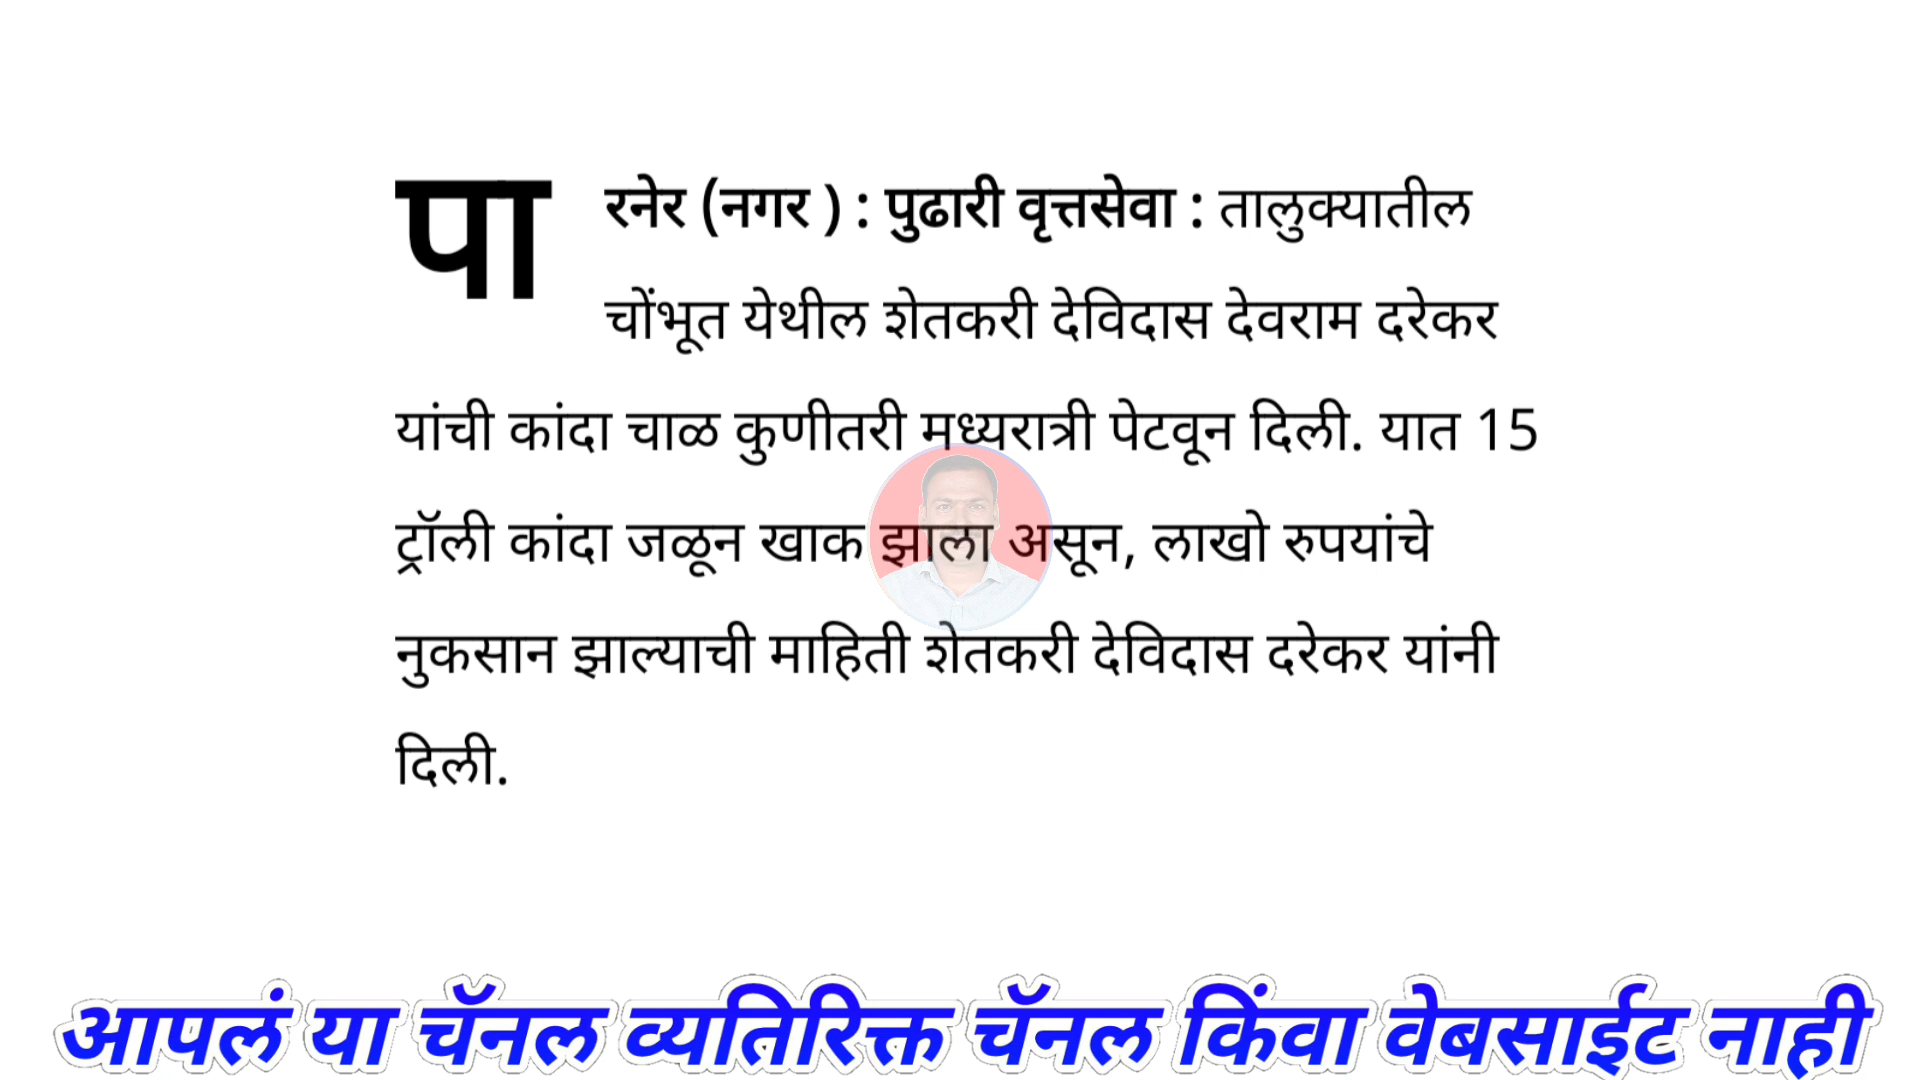 पारनेर (नगर ) : पुढारी वृत्तसेवा : तालुक्यातील
चोंभूत येथील शेतकरी देविदास देवराम दरेकर
यांची कांदा चाळ कुणीतरी मध्यरात्री पेटवून दिली. यात 15
ट्रॉली कांदा जळून खाक झाला असून, लाखो रुपयांचे
नुकसान झाल्याची माहिती शेतकरी देविदास दरेकर यांनी
दिली.
आपलं या चॅनल व्यतिरिक्त चॅनल किंवा वेबसाईट नाही